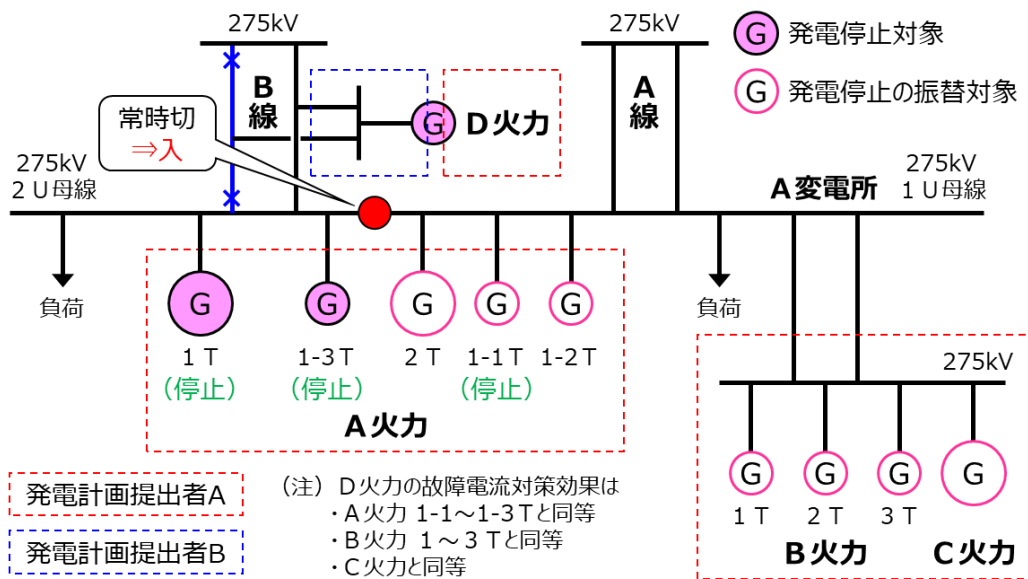 275kV
275kV
G 発電停止対象
G 発電停止の振替対象
B線
A線
常時切
⇒入
G
D火力
275kV
2U母線
A変電所
275kV
1U母線
負荷
負荷
G
G
G
G
G
1T
1-3T
2T
1-1T
1-2T
(停止)
(停止)
(停止)
A火力
275kV
G
G
G
G
1T
2T
3T
B火力
C火力
発電計画提出者A
発電計画提出者B
(注)D火力の故障電流対策効果は
・A火力 1-1~1-3Tと同等
・B火力 1~3Tと同等
・C火力と同等